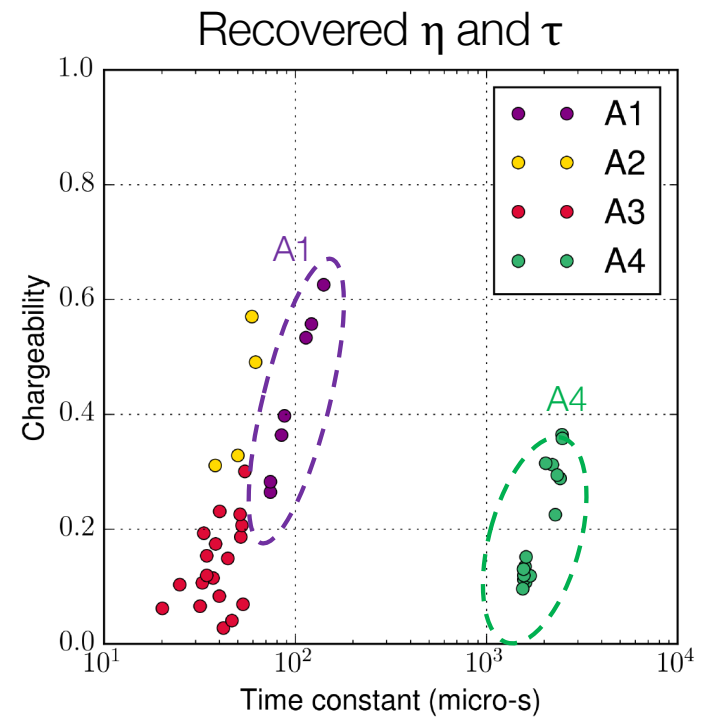 Recovered η and τ
1.0
0.8
0.6
0.4
0.2
0.0
Chargeability
A1
A2
A3
A4
A1
A4
10¹
10²
10³
10⁴
Time constant (micro-s)